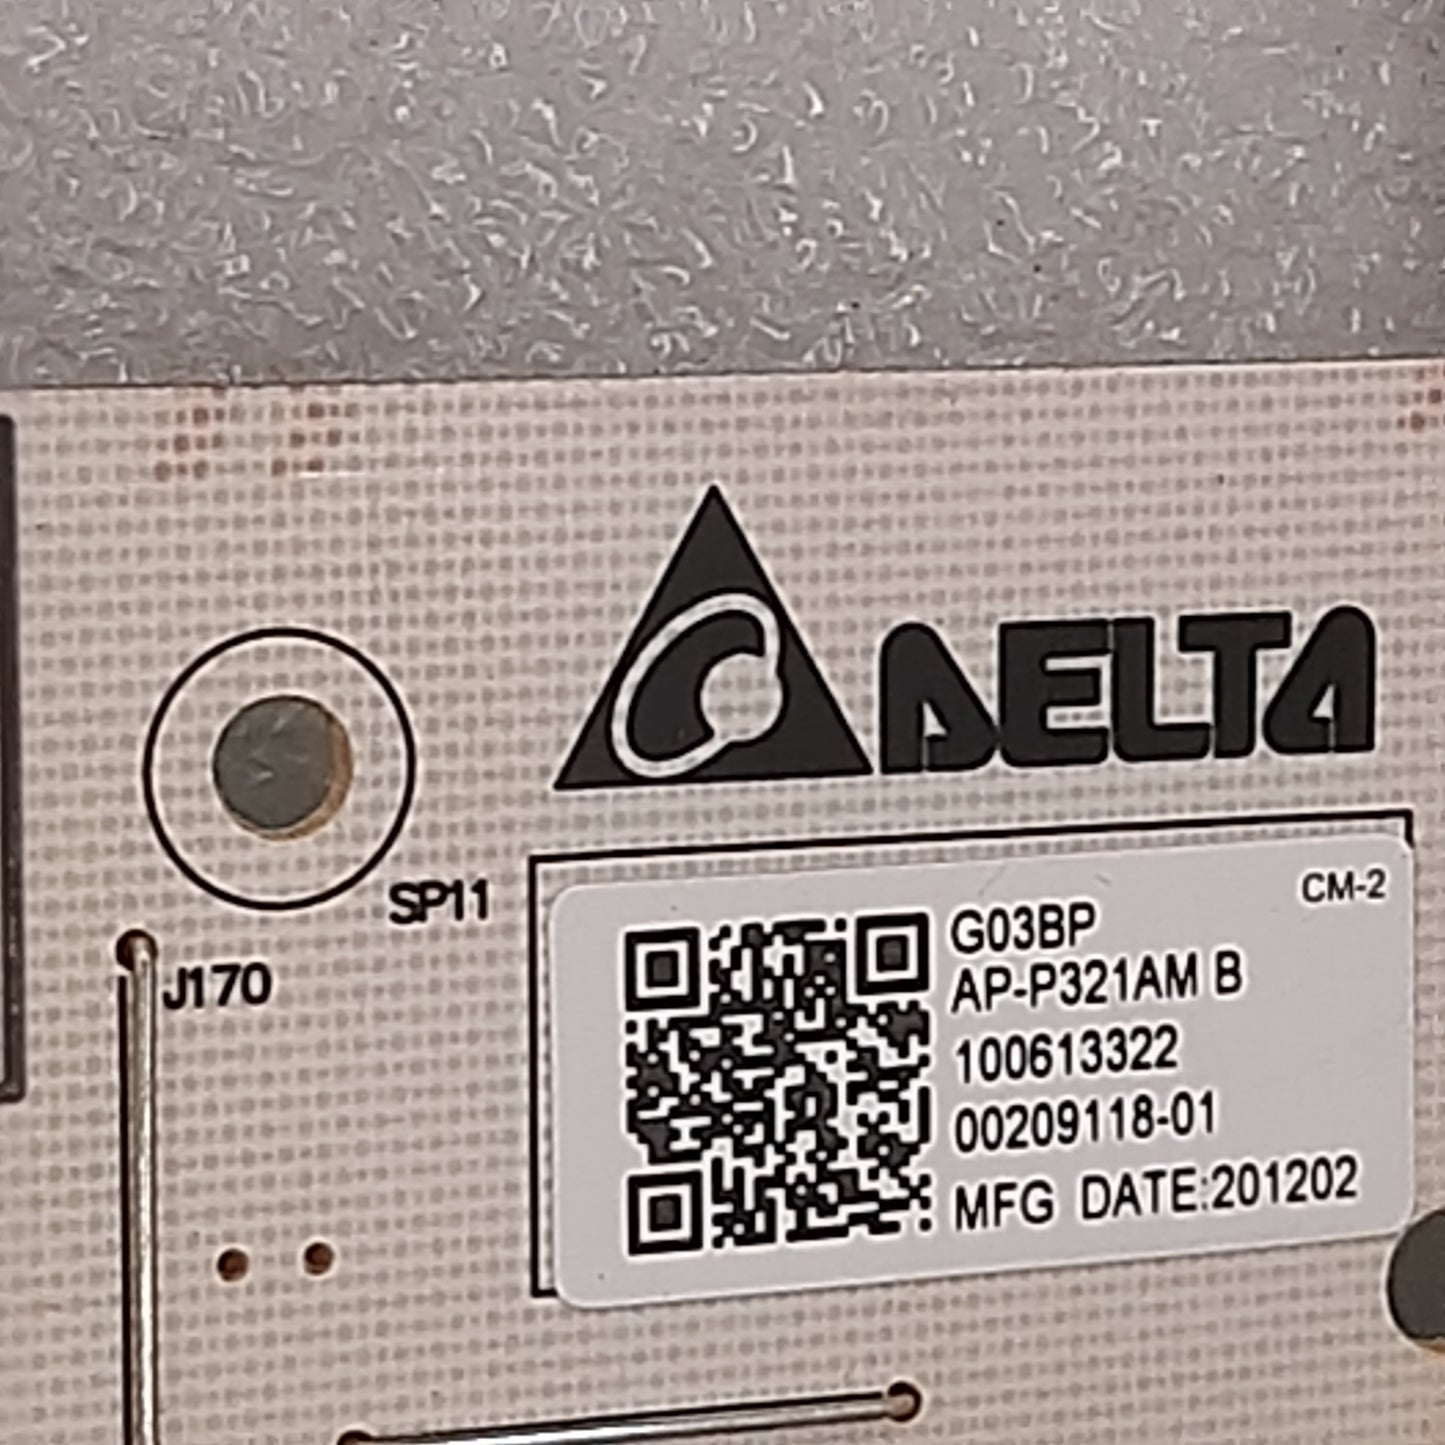 DELTA
SP11
J170
CM-2
G03BP
AP-P321AM B
100613322
00209118-01
MFG DATE:201202